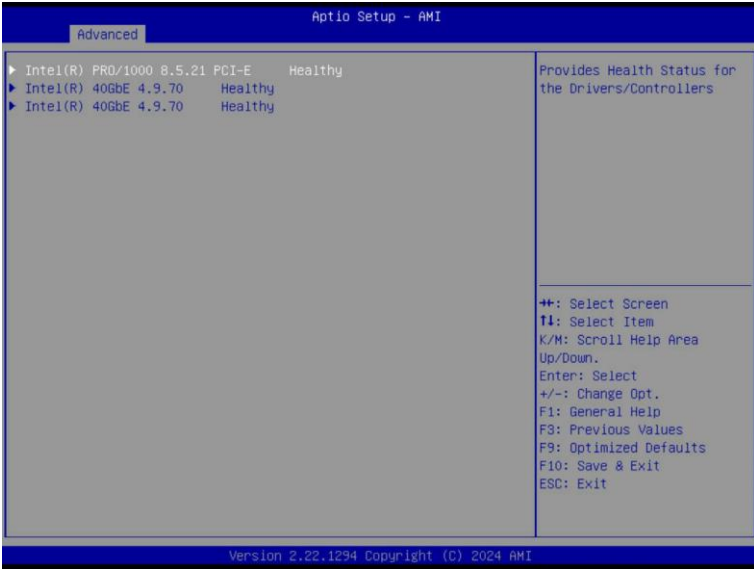 Aptio Setup - AMI
Advanced
Intel(R) PRO/1000 8.5.21 PCI-E Healthy
Intel(R) 40GbE 4.9.70 Healthy
Intel(R) 40GbE 4.9.70 Healthy
Provides Health Status for
the Drivers/Controllers
→←: Select Screen
↑↓: Select Item
K/M: Scroll Help Area
Up/Down.
Enter: Select
+/-: Change Opt.
F1: General Help
F3: Previous Values
F9: Optimized Defaults
F10: Save & Exit
ESC: Exit
Version 2.22.1294 Copyright (C) 2024 AMI